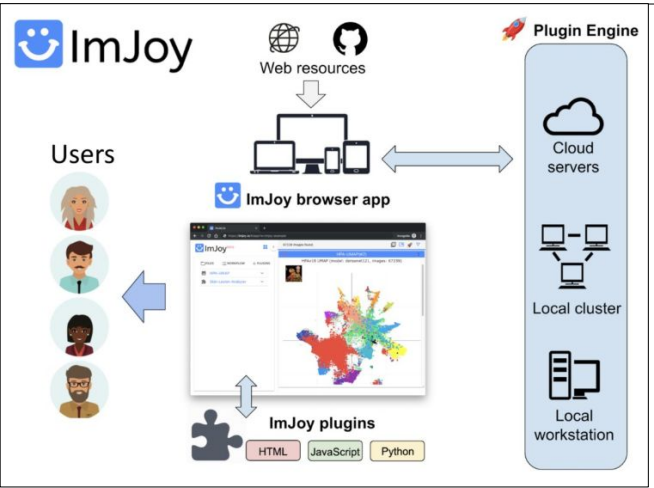 ImJoy
Web resources
Plugin Engine
Users
Cloud
servers
ImJoy browser app
ImJoy
Local cluster
Local
workstation
ImJoy plugins
HTML
JavaScript
Python